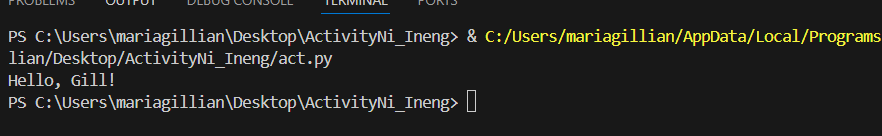 PROBLEMS OUTPUT DEBUG CONSOLE TERMINAL PORTS
PS C:\Users\mariagillian\Desktop\ActivityNi_Ineng> & C:/Users/mariagillian/AppData/Local/Programs
lian/Desktop/ActivityNi_Ineng/act.py
Hello, Gill!
PS C:\Users\mariagillian\Desktop\ActivityNi_Ineng>